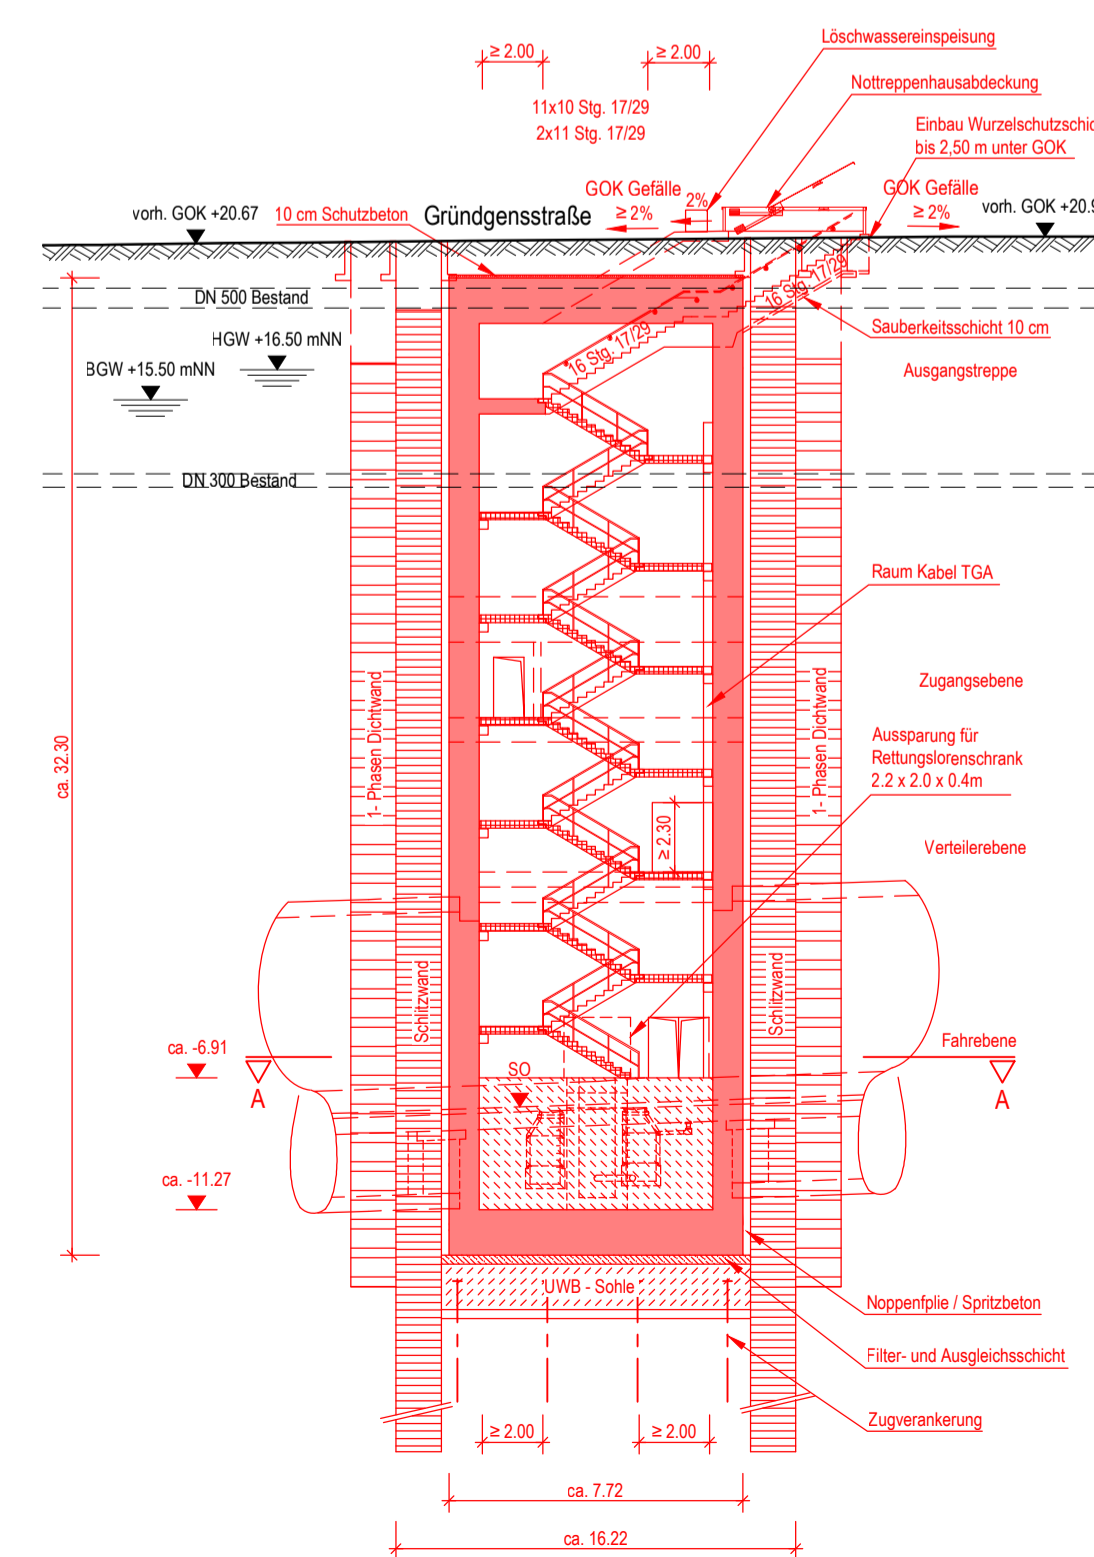 Löschwassereinspeisung
≥ 2.00
≥ 2.00
Nottreppenhausabdeckung
11x10 Stg. 17/29
2x11 Stg. 17/29
Einbau Wurzelschutzschic
bis 2,50 m unter GOK
GOK Gefälle
≥ 2%
2%
GOK Gefälle
≥ 2%
vorh. GOK +20.67
10 cm Schutzbeton
Gründgensstraße
vorh. GOK +20.9
16 Stg. 17/29
DN 500 Bestand
Sauberkeitsschicht 10 cm
HGW +16.50 mNN
16 Stg. 17/29
BGW +15.50 mNN
Ausgangstreppe
DN 300 Bestand
Raum Kabel TGA
Zugangsebene
1- Phasen Dichtwand
1- Phasen Dichtwand
Aussparung für
Rettungslorenschrank
2.2 x 2.0 x 0.4m
ca. 32.30
≥ 2.30
Verteilerebene
Schlitzwand
Schlitzwand
Fahrebene
ca. -6.91
SO
A
A
ca. -11.27
UWB - Sohle
Noppenfplie / Spritzbeton
Filter- und Ausgleichsschicht
Zugverankerung
≥ 2.00
≥ 2.00
ca. 7.72
ca. 16.22